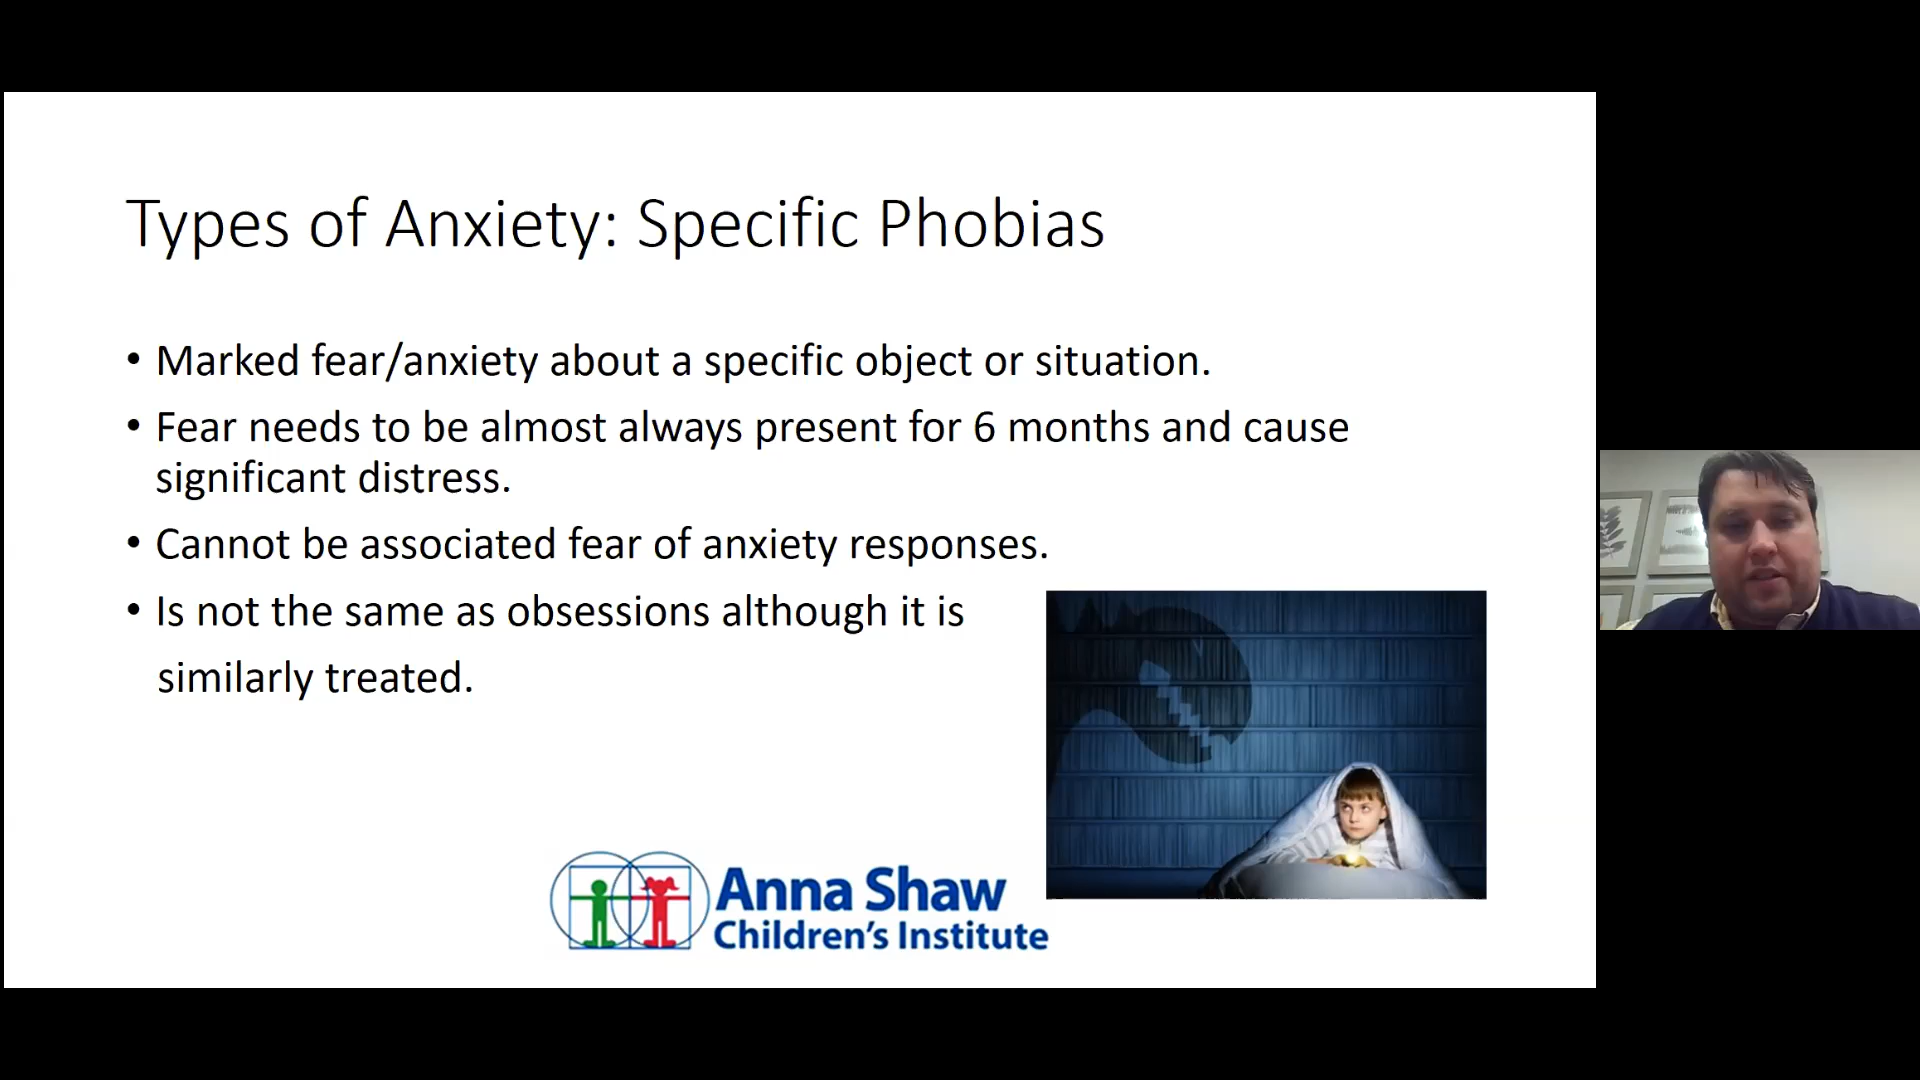 Types of Anxiety: Specific Phobias
• Marked fear/anxiety about a specific object or situation.
• Fear needs to be almost always present for 6 months and cause
significant distress.
• Cannot be associated fear of anxiety responses.
• Is not the same as obsessions although it is
similarly treated.
Anna Shaw
Children's Institute